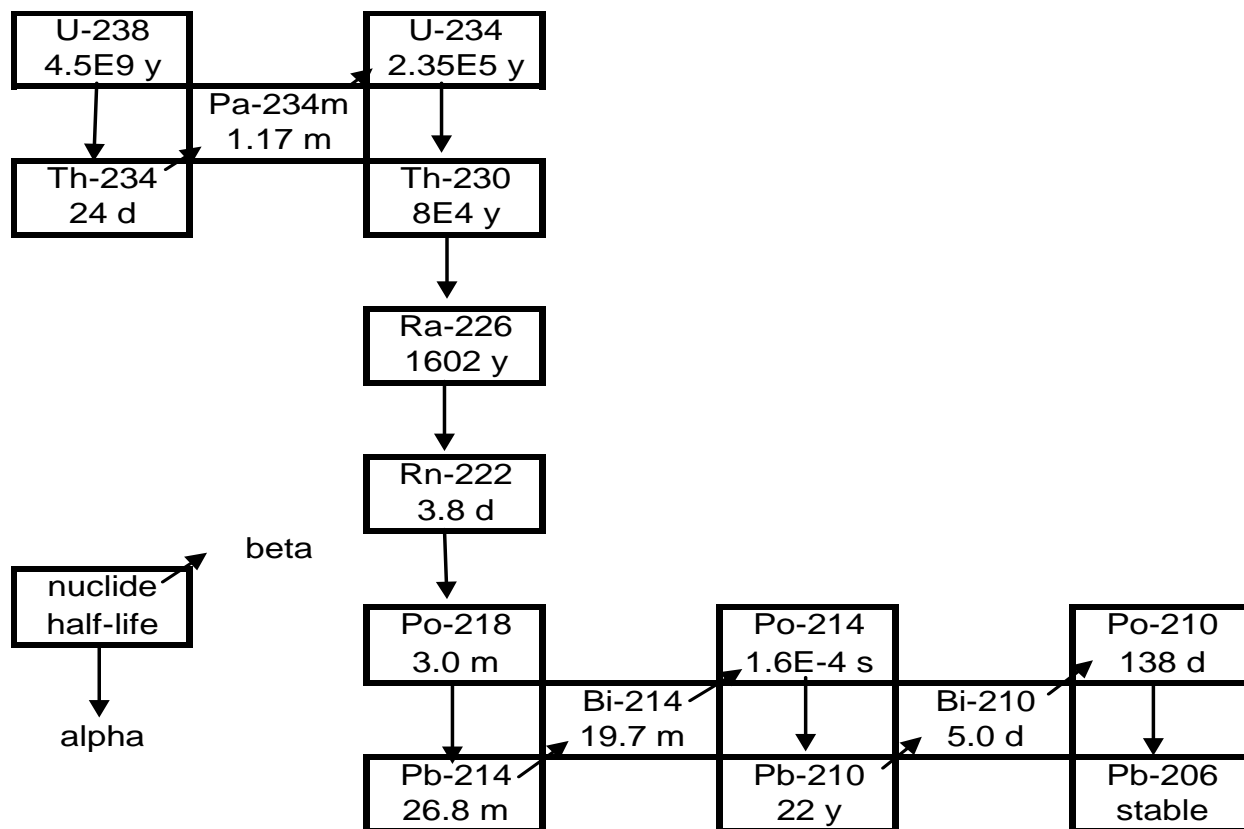 U-238
4.5E9 y
U-234
2.35E5 y
Pa-234m
1.17 m
Th-234
24 d
Th-230
8E4 y
Ra-226
1602 y
Rn-222
3.8 d
beta
nuclide
half-life
alpha
Po-218
3.0 m
Po-214
1.6E-4 s
Po-210
138 d
Bi-214
19.7 m
Bi-210
5.0 d
Pb-214
26.8 m
Pb-210
22 y
Pb-206
stable